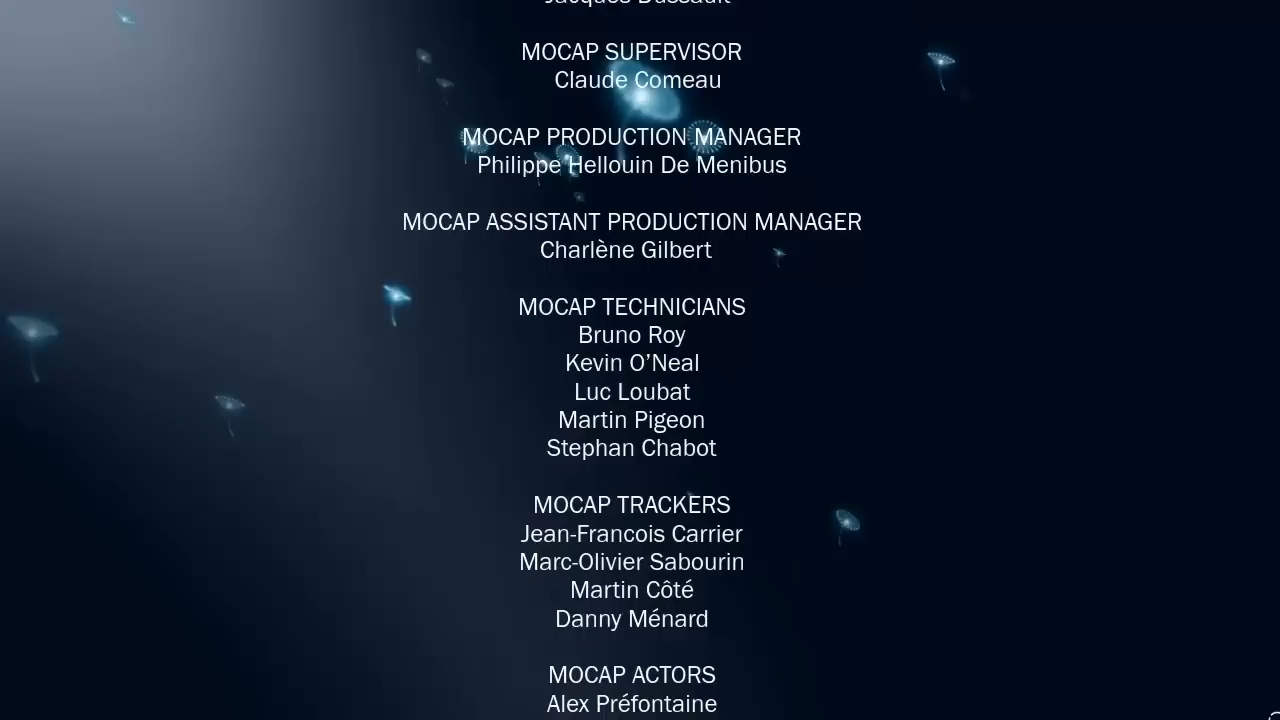 MOCAP SUPERVISOR
Claude Comeau
MOCAP PRODUCTION MANAGER
Philippe Hellouin De Menibus
MOCAP ASSISTANT PRODUCTION MANAGER
Charlène Gilbert
MOCAP TECHNICIANS
Bruno Roy
Kevin O’Neal
Luc Loubat
Martin Pigeon
Stephan Chabot
MOCAP TRACKERS
Jean-Francois Carrier
Marc-Olivier Sabourin
Martin Côté
Danny Ménard
MOCAP ACTORS
Alex Préfontaine